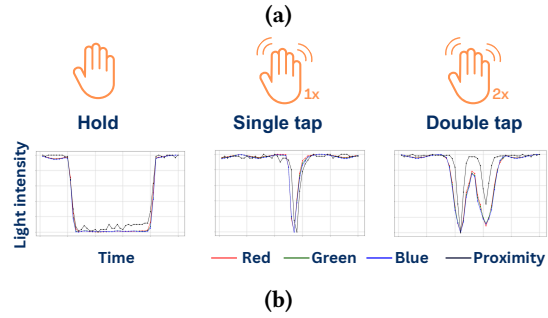 (a)
1x
2x
Hold
Single tap
Double tap
Light intensity
Time
Red
Green
Blue
Proximity
(b)